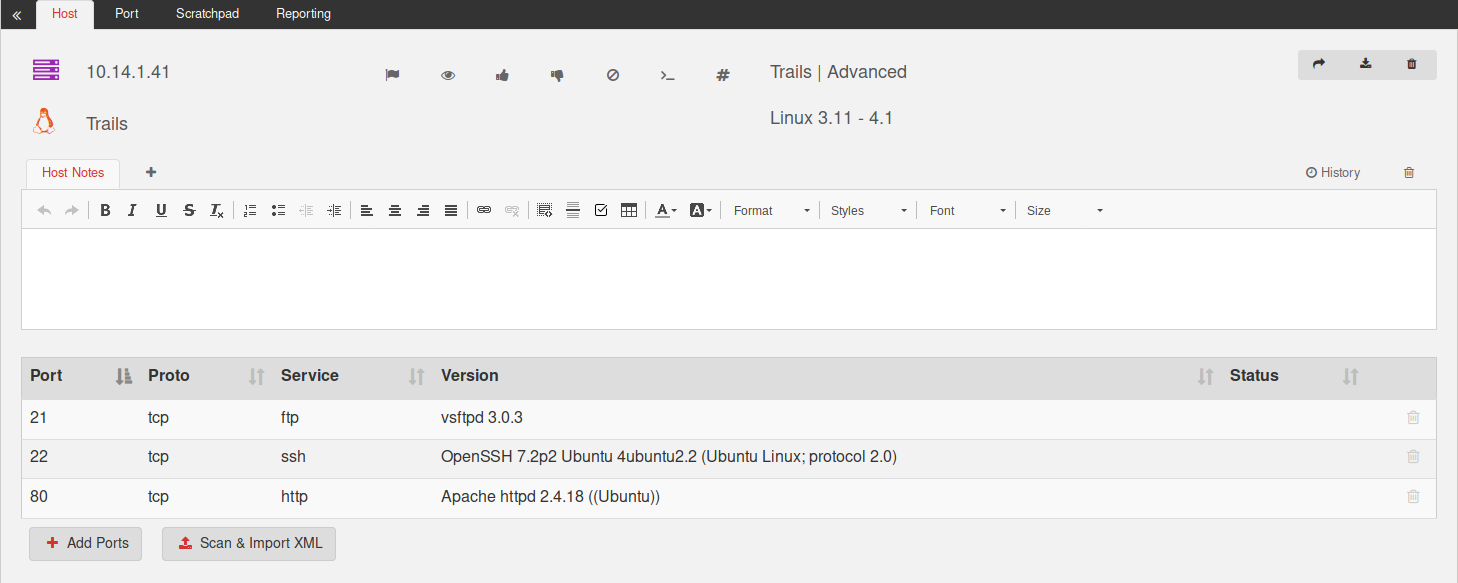 Host Port Scratchpad Reporting
10.14.1.41 Trails | Advanced
Trails Linux 3.11 - 4.1
Host Notes History
B I U S Tx A A Format Styles Font Size
Port Proto Service Version Status
21 tcp ftp vsftpd 3.0.3
22 tcp ssh OpenSSH 7.2p2 Ubuntu 4ubuntu2.2 (Ubuntu Linux; protocol 2.0)
80 tcp http Apache httpd 2.4.18 ((Ubuntu))
Add Ports Scan & Import XML